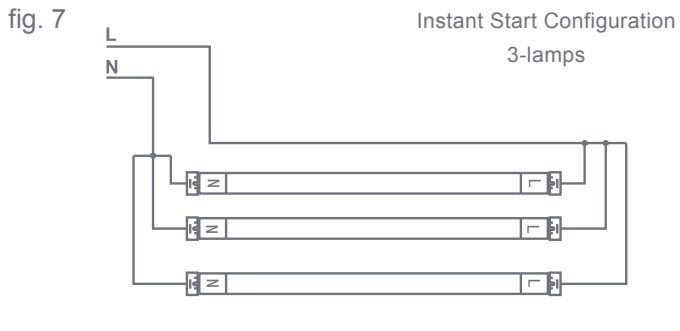 fig. 7
Instant Start Configuration
3-lamps
L
N
N L
N L
N L